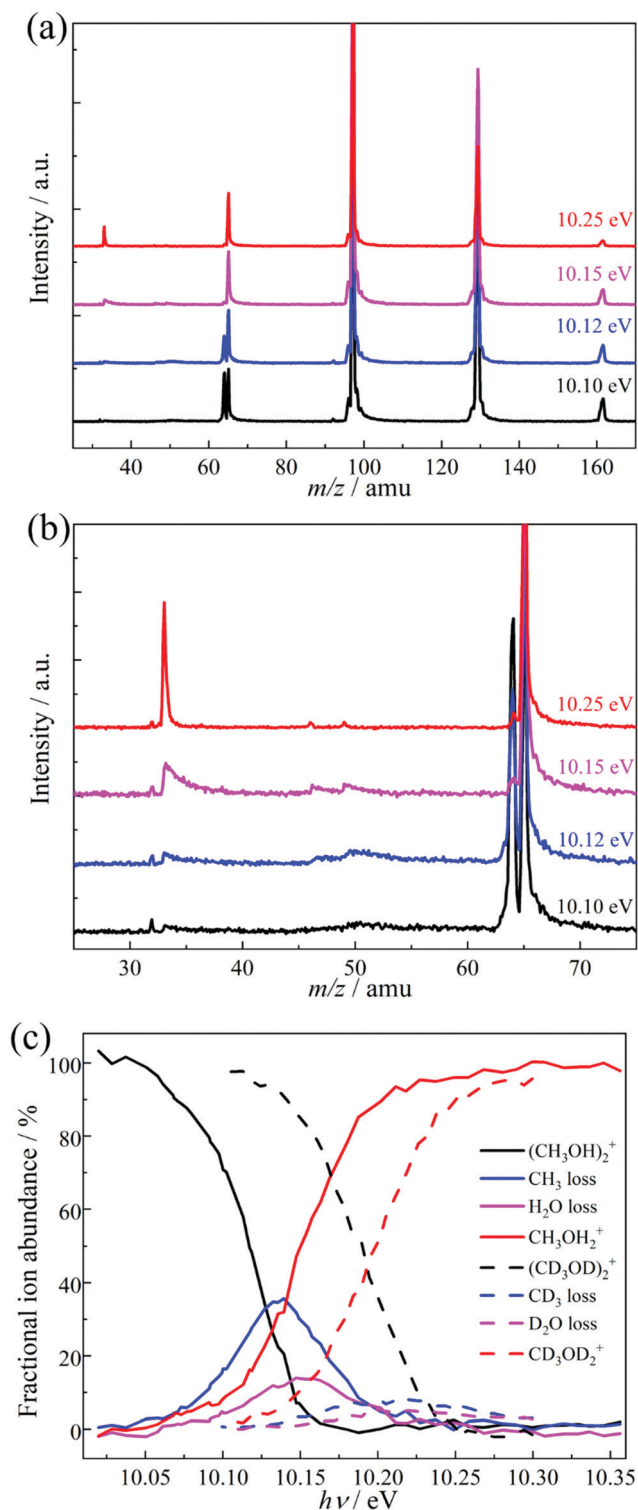 (a)
Intensity / a.u.
10.25 eV
10.15 eV
10.12 eV
10.10 eV
40 60 80 100 120 140 160
m/z / amu
(b)
Intensity / a.u.
10.25 eV
10.15 eV
10.12 eV
10.10 eV
30 40 50 60 70
m/z / amu
(c)
Fractional ion abundance / %
100
80
60
40
20
0
(CH₃OH)₂⁺
CH₃ loss
H₂O loss
CH₃OH₂⁺
(CD₃OD)₂⁺
CD₃ loss
D₂O loss
CD₃OD₂⁺
10.05 10.10 10.15 10.20 10.25 10.30 10.35
hν / eV